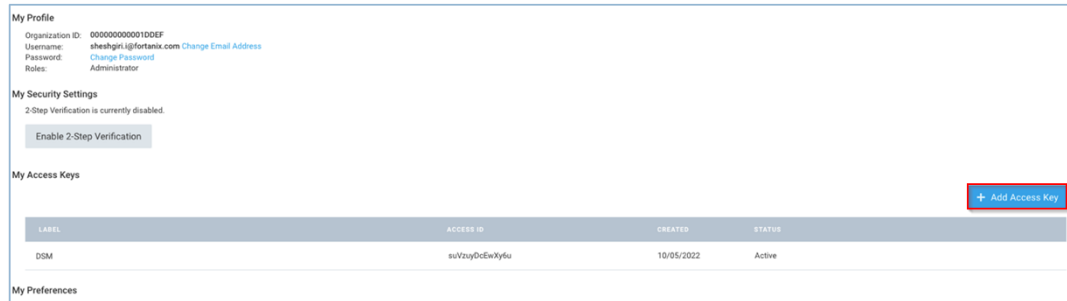 My Profile
Organization ID: 000000000001DDEF
Username: sheshgiri.i@fortanix.com Change Email Address
Password: Change Password
Roles: Administrator
My Security Settings
2-Step Verification is currently disabled.
Enable 2-Step Verification
My Access Keys
+ Add Access Key
LABEL ACCESS ID CREATED STATUS
DSM suVzuyDcEwXy6u 10/05/2022 Active
My Preferences